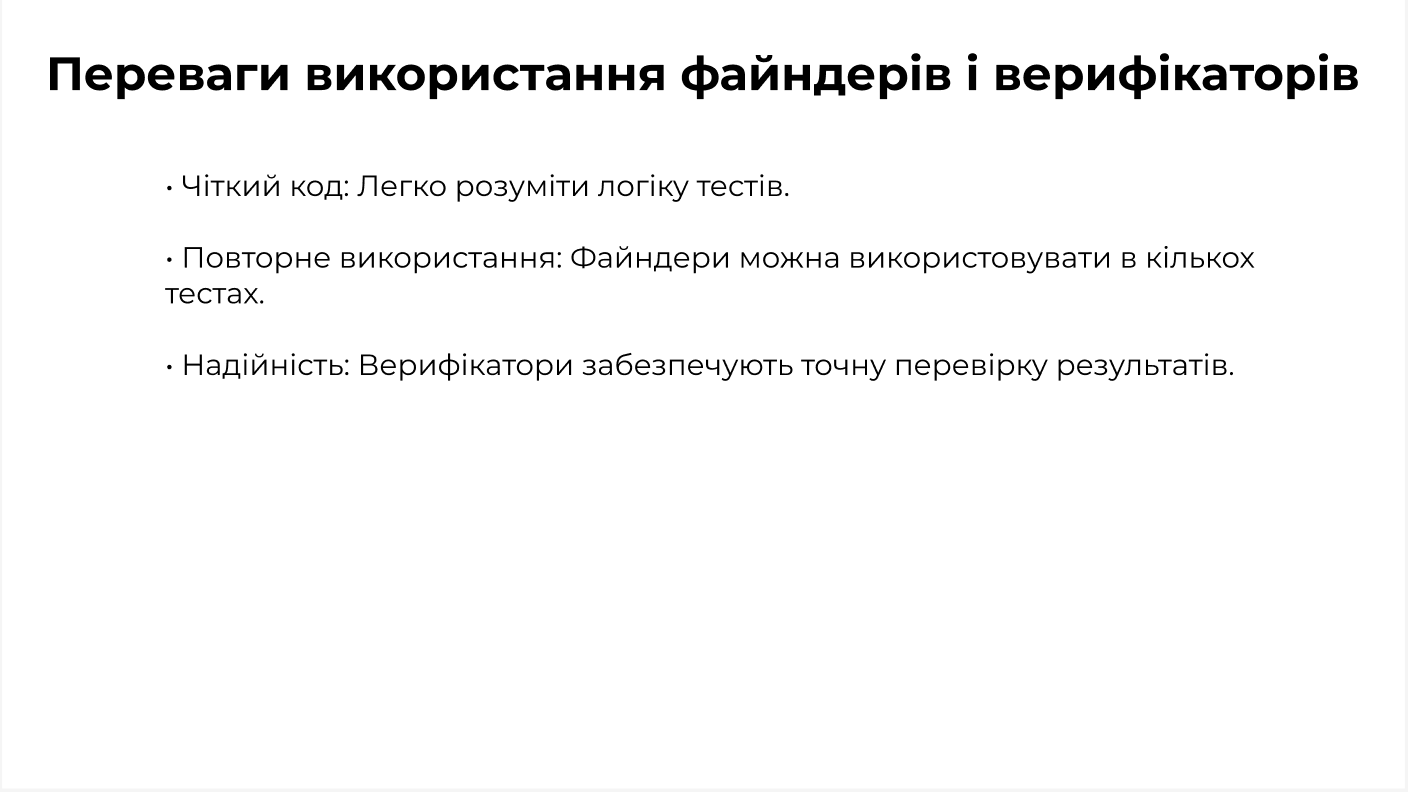 Переваги використання файндерів і верифікаторів
• Чіткий код: Легко розуміти логіку тестів.
• Повторне використання: Файндери можна використовувати в кількох
тестах.
• Надійність: Верифікатори забезпечують точну перевірку результатів.